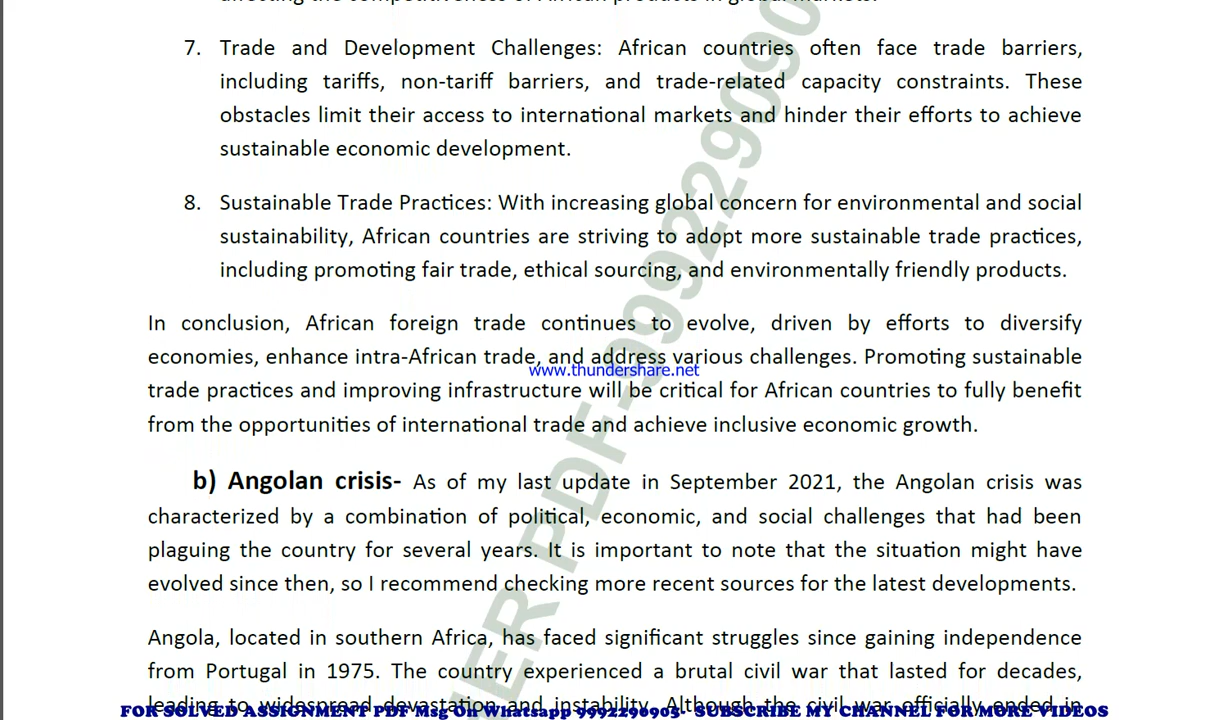 affecting the competitiveness of African products in global markets.
7. Trade and Development Challenges: African countries often face trade barriers,
including tariffs, non-tariff barriers, and trade-related capacity constraints. These
obstacles limit their access to international markets and hinder their efforts to achieve
sustainable economic development.
8. Sustainable Trade Practices: With increasing global concern for environmental and social
sustainability, African countries are striving to adopt more sustainable trade practices,
including promoting fair trade, ethical sourcing, and environmentally friendly products.
In conclusion, African foreign trade continues to evolve, driven by efforts to diversify
economies, enhance intra-African trade, and address various challenges. Promoting sustainable
www.thundershare.net
trade practices and improving infrastructure will be critical for African countries to fully benefit
from the opportunities of international trade and achieve inclusive economic growth.
b) Angolan crisis- As of my last update in September 2021, the Angolan crisis was
characterized by a combination of political, economic, and social challenges that had been
plaguing the country for several years. It is important to note that the situation might have
evolved since then, so I recommend checking more recent sources for the latest developments.
Angola, located in southern Africa, has faced significant struggles since gaining independence
from Portugal in 1975. The country experienced a brutal civil war that lasted for decades,
leading to widespread devastation and instability. Although the civil war officially ended in
FOR SOLVED ASSIGNMENT PDF Msg On Whatsapp 9992290905- SUBSCRIBE MY CHANNEL FOR MORE VIDEOS
PDF-999229090